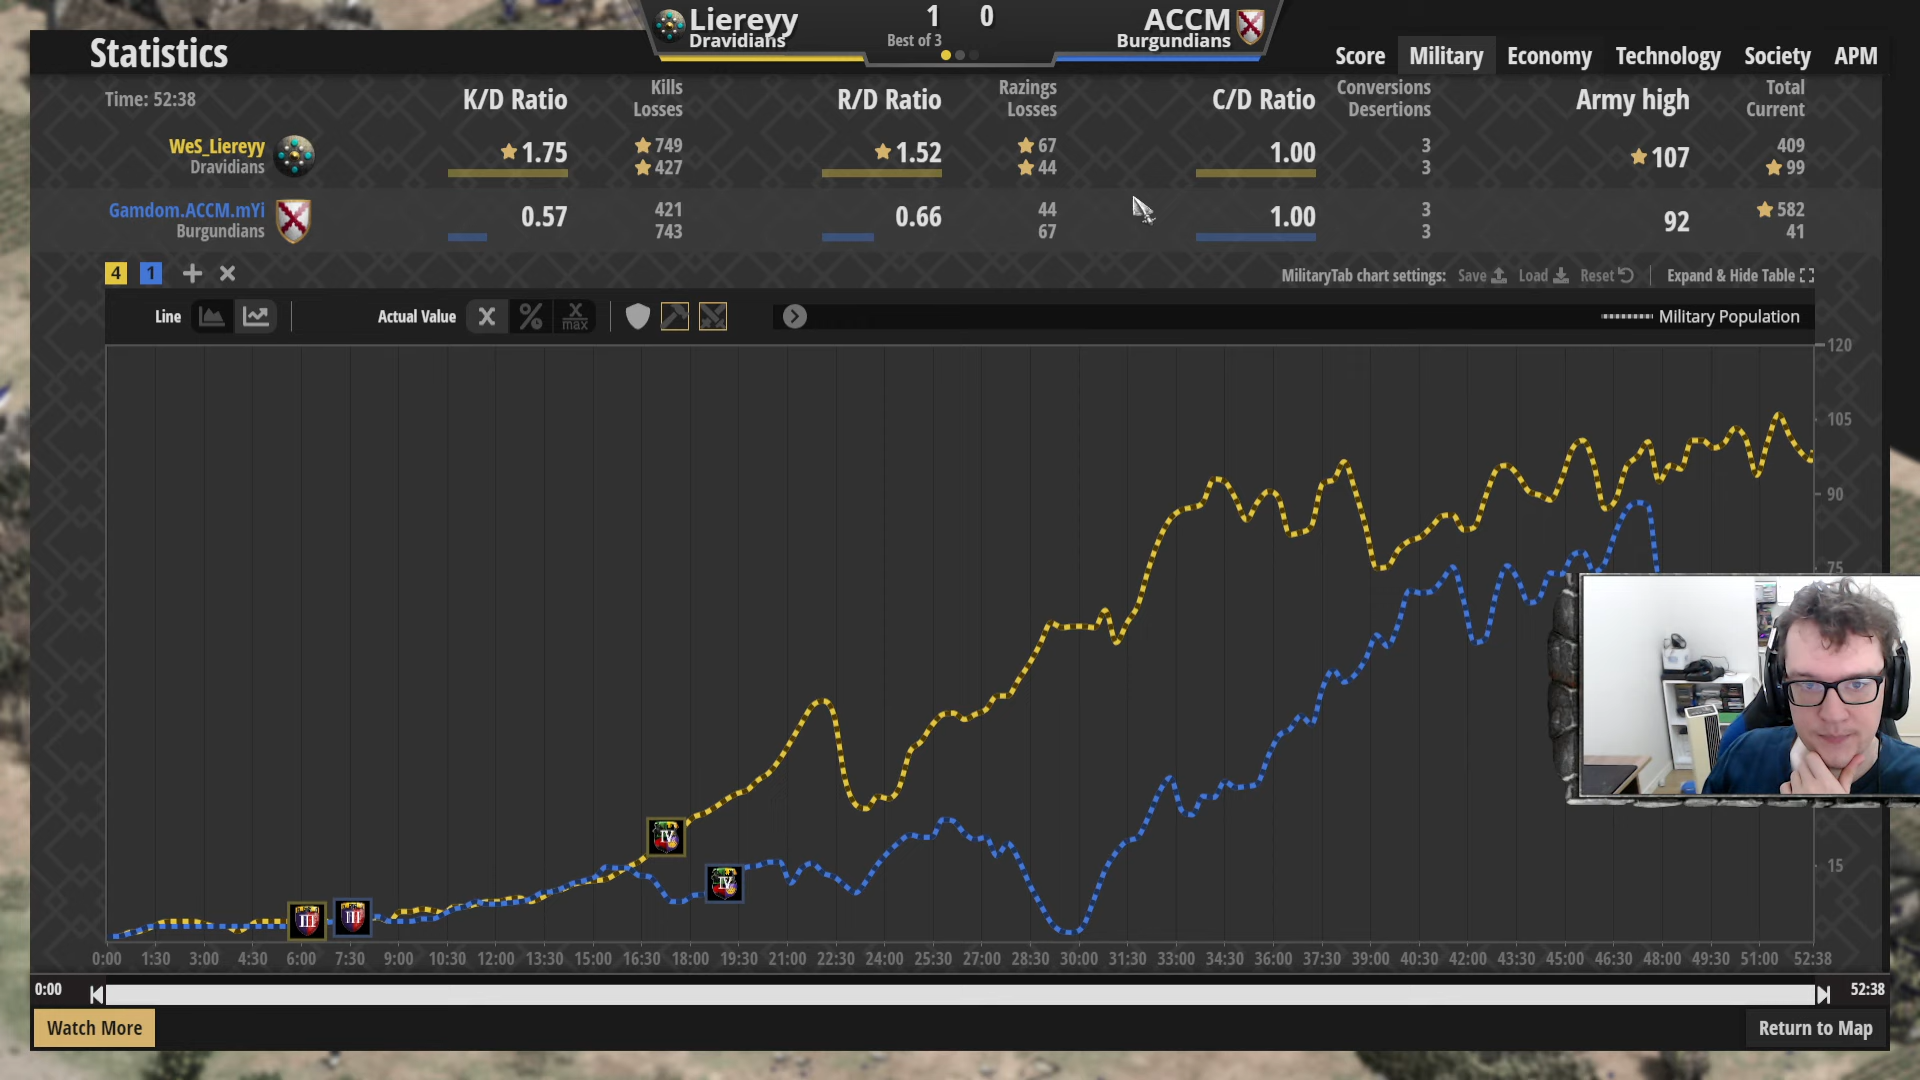 Liereyy
Dravidians
1 0
Best of 3
ACCM
Burgundians
Statistics
Score Military Economy Technology Society APM
Time: 52:38
K/D Ratio
Kills
Losses
R/D Ratio
Razings
Losses
C/D Ratio
Conversions
Desertions
Army high
Total
Current
WeS_Liereyy
Dravidians
1.75
749
427
1.52
67
44
1.00
3
3
107
409
99
Gamdom.ACCM.mYi
Burgundians
0.57
421
743
0.66
44
67
1.00
3
3
92
582
41
4 1
MilitaryTab chart settings: Save Load Reset Expand & Hide Table
Line Actual Value X % X max Military Population
120
105
90
75
15
IV
IV
III
III
0:00 1:30 3:00 4:30 6:00 7:30 9:00 10:30 12:00 13:30 15:00 16:30 18:00 19:30 21:00 22:30 24:00 25:30 27:00 28:30 30:00 31:30 33:00 34:30 36:00 37:30 39:00 40:30 42:00 43:30 45:00 46:30 48:00 49:30 51:00 52:38
0:00 52:38
Watch More Return to Map